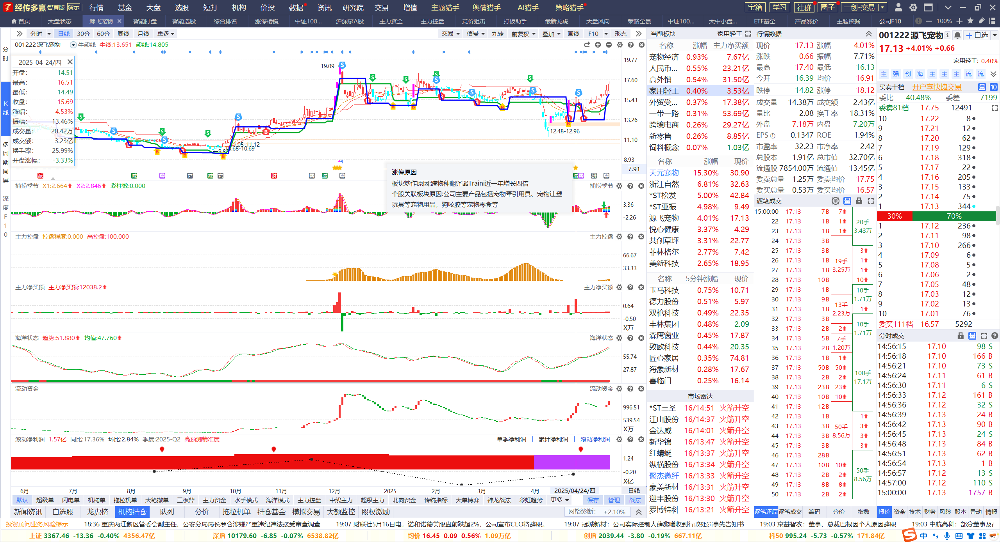 经传多赢 智尊版 演示 行情 基金 大盘 选股 短打 机构 价投 数据 资讯 研究院 交易 增值 主题猎手 舆情猎手 AI猎手 策略猎手 宝箱 学习 社群 圈子 一创-交易
首页 大盘状态 源飞宠物 智能盯盘 智能选股 综合排名 涨停棱镜 中证100... 沪深京A股 主力资金 主力控盘 竞价狙击 打板助手 最新龙虎 大盘风向 策略全景 中证100... 大中小盘... ETF基金 产品涨价 主题挖掘 公司F10 100%
分时 日线 30分 60分 周线 月线 更多 交易 信号 九转 前复权 叠加 画线 F10 形态
001222 源飞宠物 牛熊线 牛线:13.651 熊线:14.805
分时
K线
多周期同屏
深度F10
2025-04-24/四
开盘: 14.51
最高: 16.51
最低: 14.49
收盘: 15.69
涨幅: 4.53%
振幅: 13.46%
成交量: 20.42万
成交额: 3.23亿
换手率: 25.99%
开盘涨幅: -3.33%
19.09
12.48-12.96
11.05-11.12
19.77
17.60
15.43
13.26
11.10
8.93
7.91
派 减 委 它 减 它 财 委 减 委 减 委 研 委
涨停原因
板块炒作原因:跨物种翻译器Traini近一年增长四倍
个股关联板块原因:公司主要产品包括宠物牵引用具、宠物注塑
玩具等宠物用品，狗咬胶等宠物零食等
捕捞季节 X1:2.664 X2:2.846 彩柱数:0.000 捕捞季节
3.36
-2.26
主力控盘 控盘程度:0.000 高控盘:100.000 主力控盘
66.67
33.33
主力净买额 主力净买额:12038.2 主力净买额
0.64
-0.50
X万
海洋状态 趋势:51.880 均值:47.760 海洋状态
55.74
27.87
流动资金 流动资金
996.51
539.54
X万
滚动净利润 1.57亿 同比:17.36% 环比:2.84% 季度:2025-Q2 高预测精准度 单季净利润 累计净利润 滚动净利润
1.24
-0.20
X亿
6月 7月 8月 9月 10月 11月 12月 2025 2月 3月 4月 2025/04/24/四 日线
默认 超级单 闪电单 机构单 拖拉机单 大笔撤单 三板斧 主力资金 水手模式 海洋模式 主力控盘 中线主力 超级主力 北向资金 传统指标 大单博弈 神龙战法 彩虹趋势 更多 保存 管理 战法
新闻资讯 自选股 龙虎榜 机构持仓 队列 分价 拖拉机单 持仓基金 模拟交易 大额监控 股权激励 网格诊断: +2.10%
当前板块 家用轻工
名称 涨幅 主力净买额
宠物经济 0.93% 7.67亿
人民币... 0.55% 23.21亿
高外销 0.54% 31.50亿
家用轻工 0.40% 3.53亿
外贸受... 0.37% 17.38亿
一带一路 0.31% 53.69亿
跨境电商 0.26% 29.27亿
新零售 0.26% 8.85亿
饲料概念 0.07% -1.03亿
名称 涨幅 现价
天元宠物 15.30% 30.90
浙江自然 6.81% 32.63
*ST松发 5.00% 42.84
*ST亚振 4.98% 9.49
源飞宠物 4.01% 17.13
悦心健康 3.37% 4.29
共创草坪 3.31% 22.77
菲林格尔 2.77% 7.42
美新科技 2.65% 18.95
名称 5分钟涨幅 现价
玉马科技 0.75% 10.71
德力股份 0.51% 5.97
双枪科技 0.49% 22.35
丰林集团 0.48% 2.09
森鹰窗业 0.45% 17.87
致欧科技 0.44% 20.35
匠心家居 0.35% 74.81
海象新材 0.28% 17.67
喜临门 0.25% 16.14
市场雷达
*ST三圣 16/14:51 火箭升空
江山股份 16/14:37 火箭升空
金达威 16/14:01 火箭升空
新华锦 16/13:47 火箭升空
红蜻蜓 16/13:37 火箭升空
纵横股份 16/13:34 火箭升空
聚杰微纤 16/13:33 火箭升空
豪美新材 16/13:31 火箭升空
迎丰股份 16/13:30 火箭升空
罗博特科 16/13:21 火箭升空
行情数据
现价 17.13 涨幅 4.01%
涨跌 0.66 振幅 7.71%
最高 17.40 最低 16.13
今开 16.39 均价 16.91
跌停 14.82 涨停 18.12
成交量 14.38万 成交额 2.43亿
量比 2.08 换手率 18.31%
外盘 7.18万 内盘 7.20万
EPS① 0.1347 ROE 1.94%
市盈率 32.23 市净率 2.42
总股本 1.91亿 总市值 32.70亿
流通股 7854.00万 流通值 13.45亿
委卖总量 1.25万 委卖均价 17.75
委买总量 0.53万 委买均价 16.57
逐笔成交 单 量
15:00:00 17.13 7B 7
22 17.13 1B 1
23 17.13 1B 1
24 17.13 3B
25 17.13 3B 3
26 17.13 1B 1
27 17.13 1B 1
28 17.13 10B 10
29 17.13 1B
30 17.13 9B
31 17.13 1B 1
32 17.13 3B
33 17.13 2B 2
34 17.13 5B
35 17.13 2B
36 17.13 1B 1
37 17.13 50B 50
38 17.13 2B 2
39 17.13 23B 23
40 17.13 10B 10
41 17.13 12B
42 17.13 1B 1
43 17.13 3B 3
44 17.13 3B 3
45 17.13 3B 3
46 17.13 28B
47 17.13 10B 10
48 17.13 2B 2
49 17.13 8B 8
50 17.13 2B 2
19手
3.25万
13手
2.23万
7手
1.20万
50手
8.56万
20手
3.43万
10手
1.71万
10手
1.71万
100手
17.1万
50手
8.56万
逐笔还原 逐笔成交 筹码 分价 指数
001222 源飞宠物 自选
17.13 +4.01% +0.66
家用轻工: 0.40%
主 强 创 海 主 主 主 流 流
买卖十档 开户享快捷交易 量 10
委比 -40.48% 委差 -7199
委卖81档 17.75 12491
10 17.22 8
9 17.21 12
8 17.20 62
7 17.19 129
6 17.18 318
5 17.17 22
4 17.16 205
3 17.15 133
2 17.14 75
1 17.13 344
30% 70%
1 17.12 236
2 17.11 98
3 17.10 266
4 17.09 6
5 17.08 5
6 17.06 2
7 17.05 48
8 17.03 12
9 17.02 13
10 17.01 76
委买111档 16.57 5292
分时成交 量
14:56:15 17.10 98 S
14:56:18 17.10 166 B
14:56:21 17.10 73 S
14:56:24 17.11 61 B
14:56:30 17.11 6 S
14:56:33 17.12 161 B
14:56:36 17.12 32 S
14:56:39 17.13 24 B
14:56:42 17.13 90 B
14:56:45 17.13 24 S
14:56:48 17.13 84 B
14:56:51 17.13 62 B
14:56:54 17.13 1 B
14:56:57 17.12 13 S
14:57:00 17.12 110 S
15:00:00 17.13 1757 B
报价 资金 技术 财务 风险 股本 异动 情报
投资顾问业务风险提示 18:36 重庆两江新区管委会副主任、公安分局局长罗仑涉嫌严重违纪违法接受审查调查 19:07 财联社5月16日电，诺和诺德美股盘前跌超2%，公司宣布CEO将辞职。 19:07 冠城新材：公司实际控制人薛黎曦收到行政处罚事先告知书 19:03 京基智农：董事、总裁巴根因个人原因辞职 19:03 中航高科：部分董事及
上证 3367.46 -13.36 -0.40% 4356.47亿 深指 10179.60 -6.85 -0.07% 6538.82亿 均价 16.45 0.09 0.56% 1.09万亿 创指 2039.44 -3.80 -0.19% 667.11亿 科50 995.24 -5.73 -0.57% 171.84亿 中